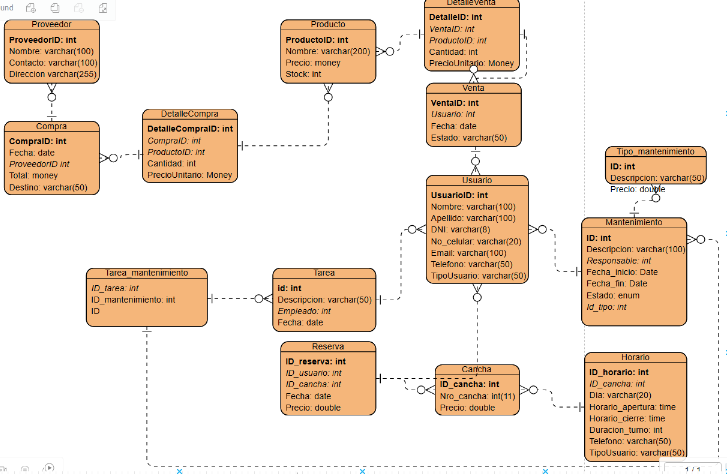 und
Proveedor
ProveedorID: int
Nombre: varchar(100)
Contacto: varchar(100)
Direccion varchar(255)
Producto
ProductoID: int
Nombre: varchar(200)
Precio: money
Stock: int
DetalleVenta
DetalleID: int
VentaID: int
ProductoID: int
Cantidad: int
PrecioUnitario: Money
Compra
CompraID: int
Fecha: date
ProveedorID int
Total: money
Destino: varchar(50)
DetalleCompra
DetalleCompraID: int
CompraID: int
ProductoID: int
Cantidad: int
PrecioUnitario: Money
Venta
VentaID: int
Usuario: int
Fecha: date
Estado: varchar(50)
Tipo_mantenimiento
ID: int
Descripcion: varchar(50)
Precio: double
Usuario
UsuarioID: int
Nombre: varchar(100)
Apellido: varchar(100)
DNI: varchar(8)
No_celular: varchar(20)
Email: varchar(100)
Telefono: varchar(50)
TipoUsuario: varchar(50)
Mantenimiento
ID: int
Descripcion: varchar(100)
Responsable: int
Fecha_inicio: Date
Fecha_fin: Date
Estado: enum
Id_tipo: int
Tarea_mantenimiento
ID_tarea: int
ID_mantenimiento: int
ID
Tarea
id: int
Descripcion: varchar(50)
Empleado: int
Fecha: date
Reserva
ID_reserva: int
ID_usuario: int
ID_cancha: int
Fecha: date
Precio: double
Cancha
ID_cancha: int
Nro_cancha: int(11)
Precio: double
Horario
ID_horario: int
ID_cancha: int
Dia: varchar(20)
Horario_apertura: time
Horario_cierre: time
Duracion_turno: int
Telefono: varchar(50)
TipoUsuario: varchar(50)
1 / 1